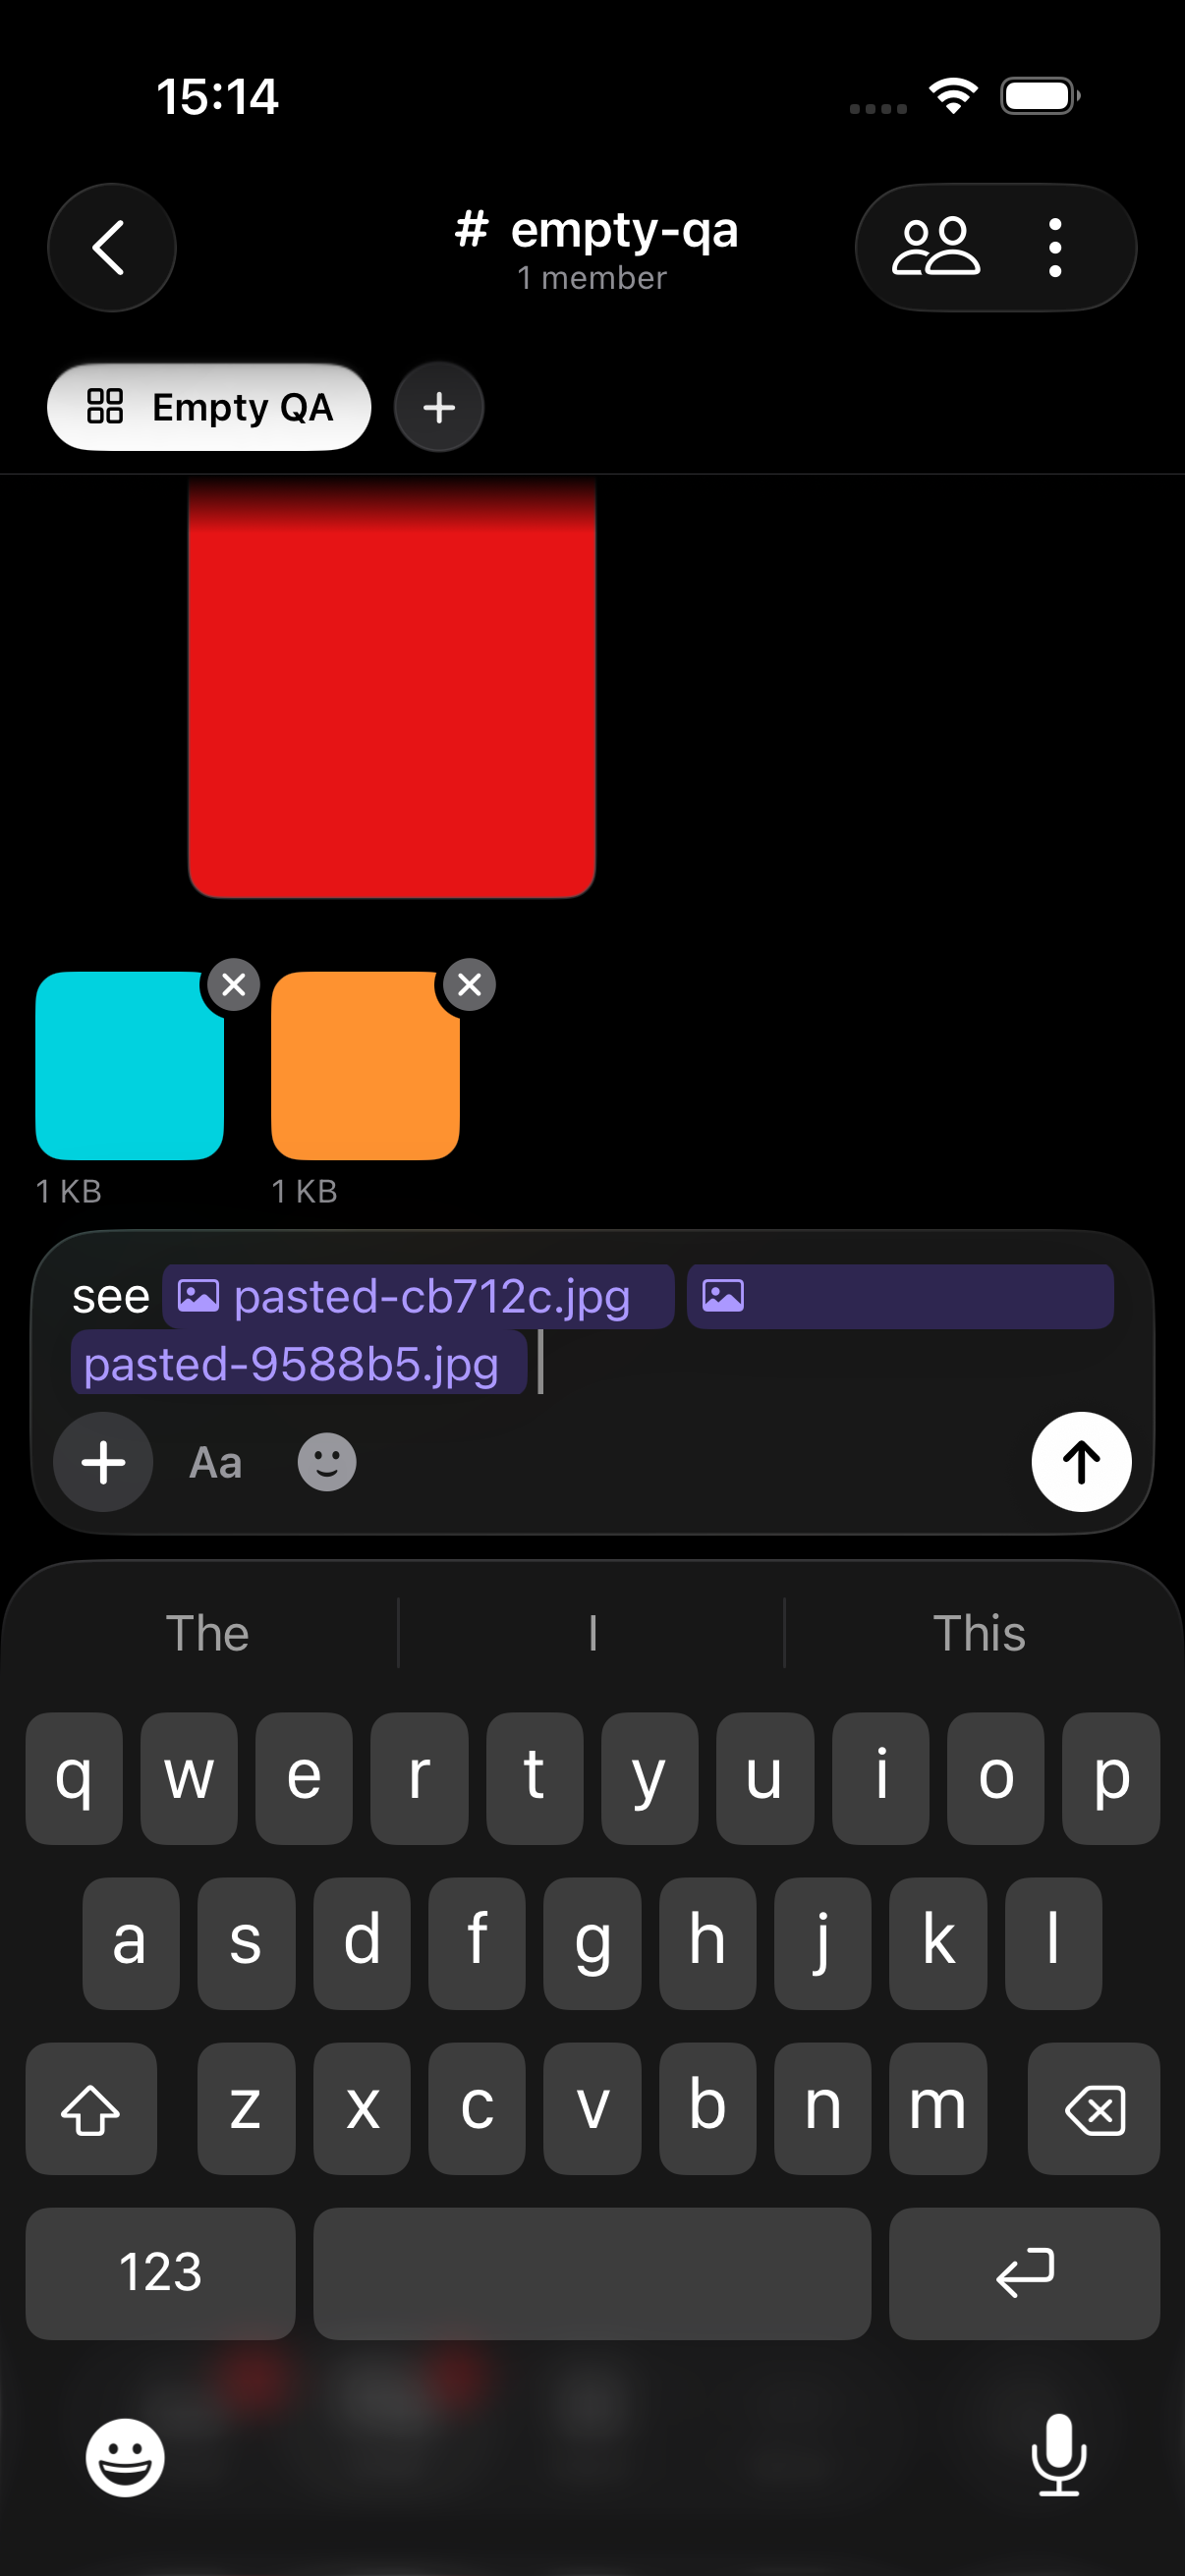 15:14
# empty-qa
1 member
Empty QA
1 KB 1 KB
see pasted-cb712c.jpg
pasted-9588b5.jpg
Aa
The I This
q w e r t y u i o p
a s d f g h j k l
z x c v b n m
123